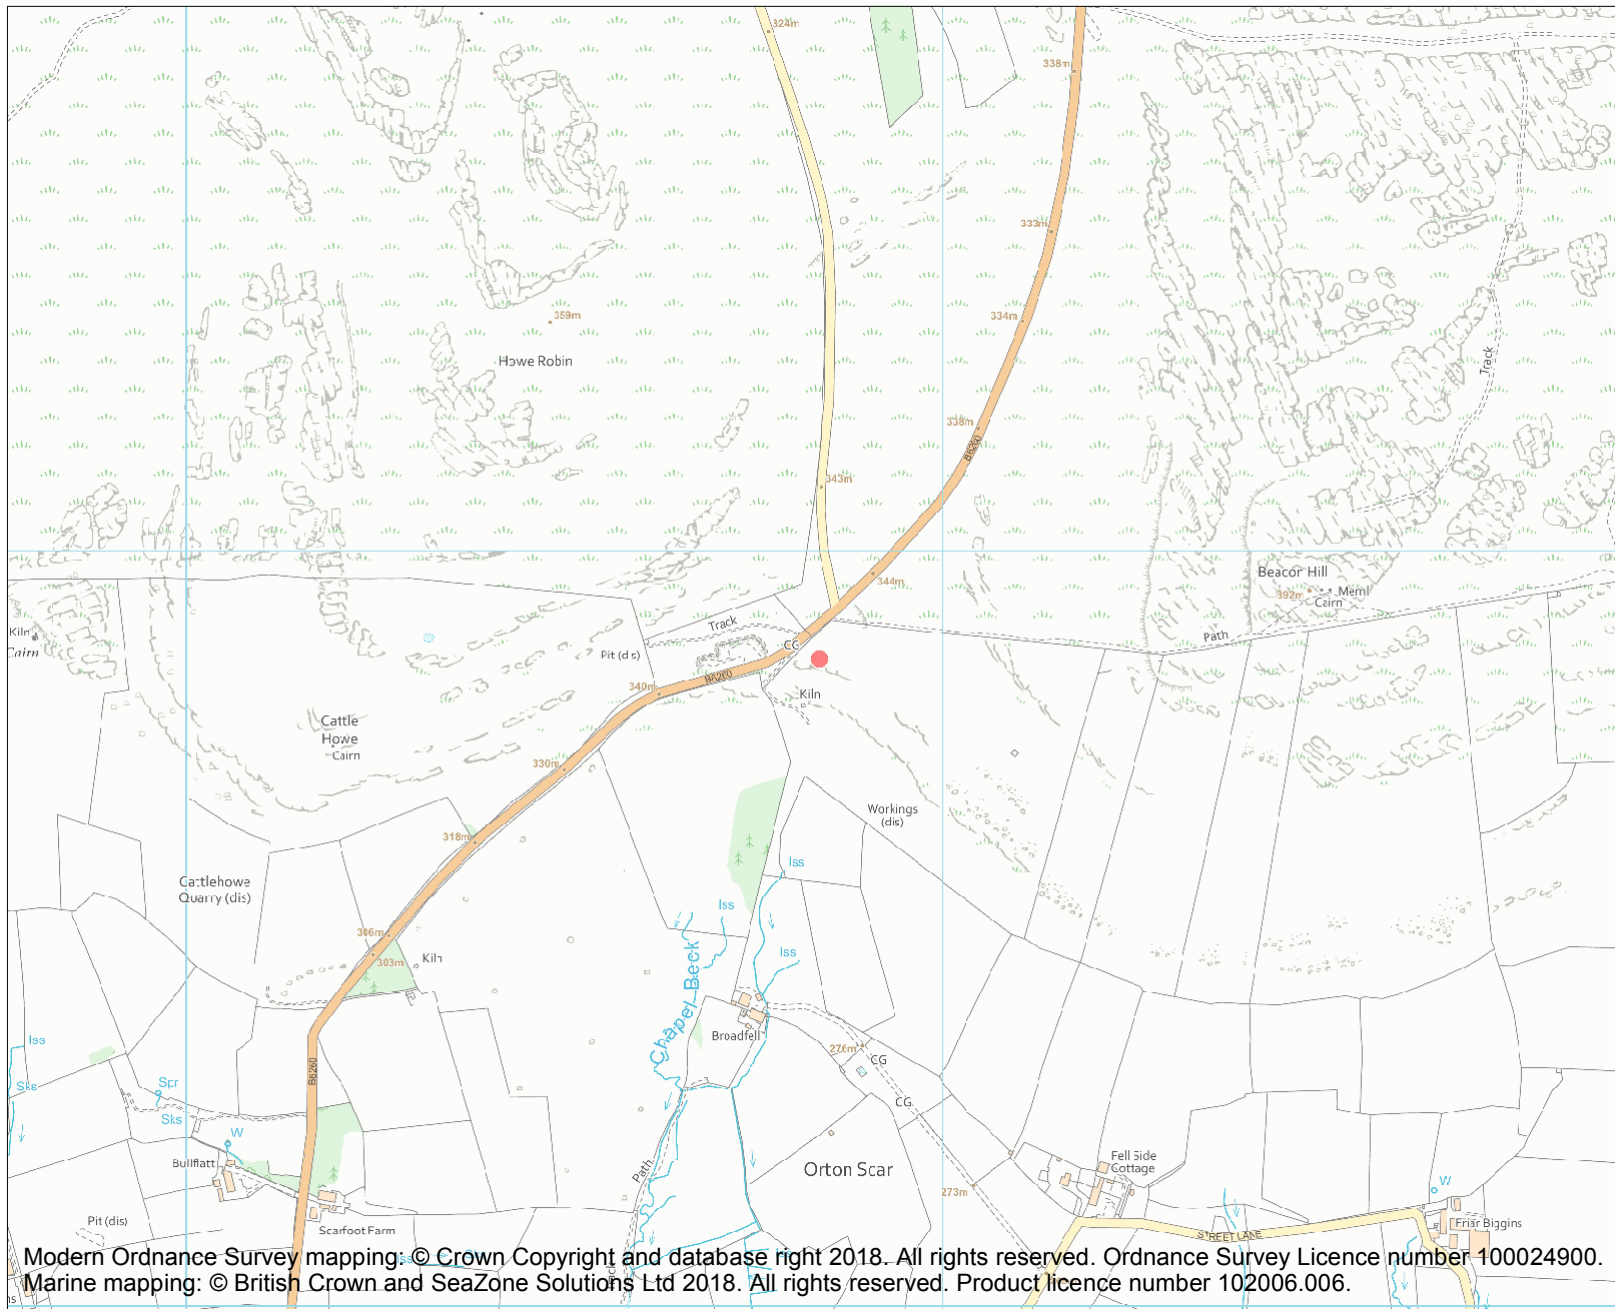 324m
338m
333m
359m
334m
Howe Robin
Track
338m
B6260
343m
Beacon Hill
344m
392m
Meml
Cairn
Kiln
Track
Path
Cairn
CG
Pit (dis)
B6260
340m
Kiln
Cattle
Howe
Cairn
330m
Workings
(dis)
318m
Iss
Cattlehowe
Quarry (dis)
Iss
306m
Kiln
303m
Iss
Chapel Beck
Broadfell
Iss
276m
CG
B6260
Sks
Spr
CG
Sks
W
Fell Side
Cottage
Bullflatt
Path
Orton Scar
W
273m
Pit (dis)
Scarfoot Farm
Friar Biggins
STREET LANE
Modern Ordnance Survey mapping: © Crown Copyright and database right 2018. All rights reserved. Ordnance Survey Licence number 100024900.
Marine mapping: © British Crown and SeaZone Solutions Ltd 2018. All rights reserved. Product licence number 102006.006.